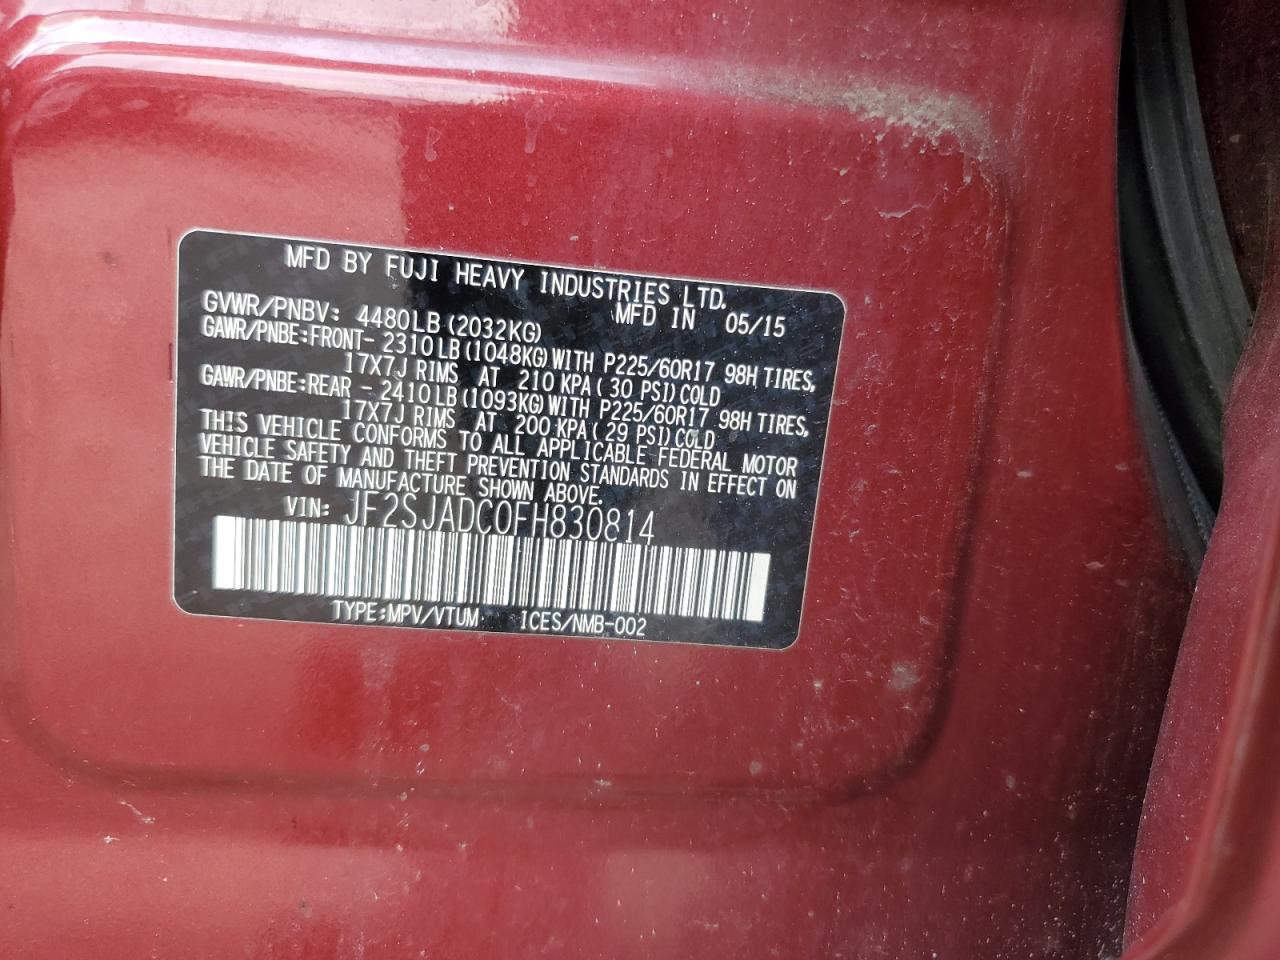 MFD BY FUJI HEAVY INDUSTRIES LTD.
GVWR/PNBV: 4480LB(2032KG) MFD IN 05/15
GAWR/PNBE:FRONT- 2310LB(1048KG)WITH P225/60R17 98H TIRES,
17X7J RIMS AT 210 KPA( 30 PSI)COLD
GAWR/PNBE:REAR - 2410LB(1093KG)WITH P225/60R17 98H TIRES,
17X7J RIMS AT 200 KPA( 29 PSI)COLD
THIS VEHICLE CONFORMS TO ALL APPLICABLE FEDERAL MOTOR
VEHICLE SAFETY AND THEFT PREVENTION STANDARDS IN EFFECT ON
THE DATE OF MANUFACTURE SHOWN ABOVE.
VIN: JF2SJADC0FH830814
TYPE:MPV/VTUM ICES/NMB-002